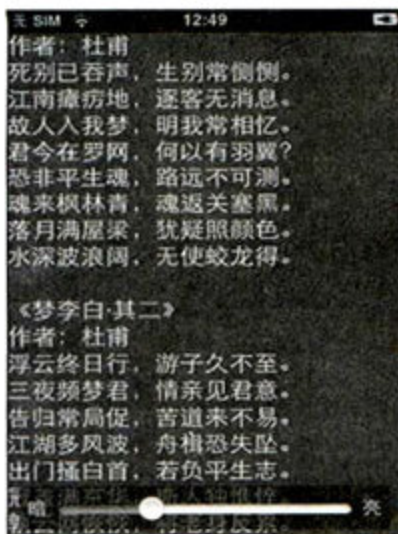 无 SIM 12:49
作者：杜甫
死别已吞声，生别常恻恻。
江南瘴疠地，逐客无消息。
故人入我梦，明我常相忆。
君今在罗网，何以有羽翼？
恐非平生魂，路远不可测。
魂来枫林青，魂返关塞黑。
落月满屋梁，犹疑照颜色。
水深波浪阔，无使蛟龙得。
《梦李白·其二》
作者：杜甫
浮云终日行，游子久不至。
三夜频梦君，情亲见君意。
告归常局促，苦道来不易。
江湖多风波，舟楫恐失坠。
出门搔白首，若负平生志。
暗 亮